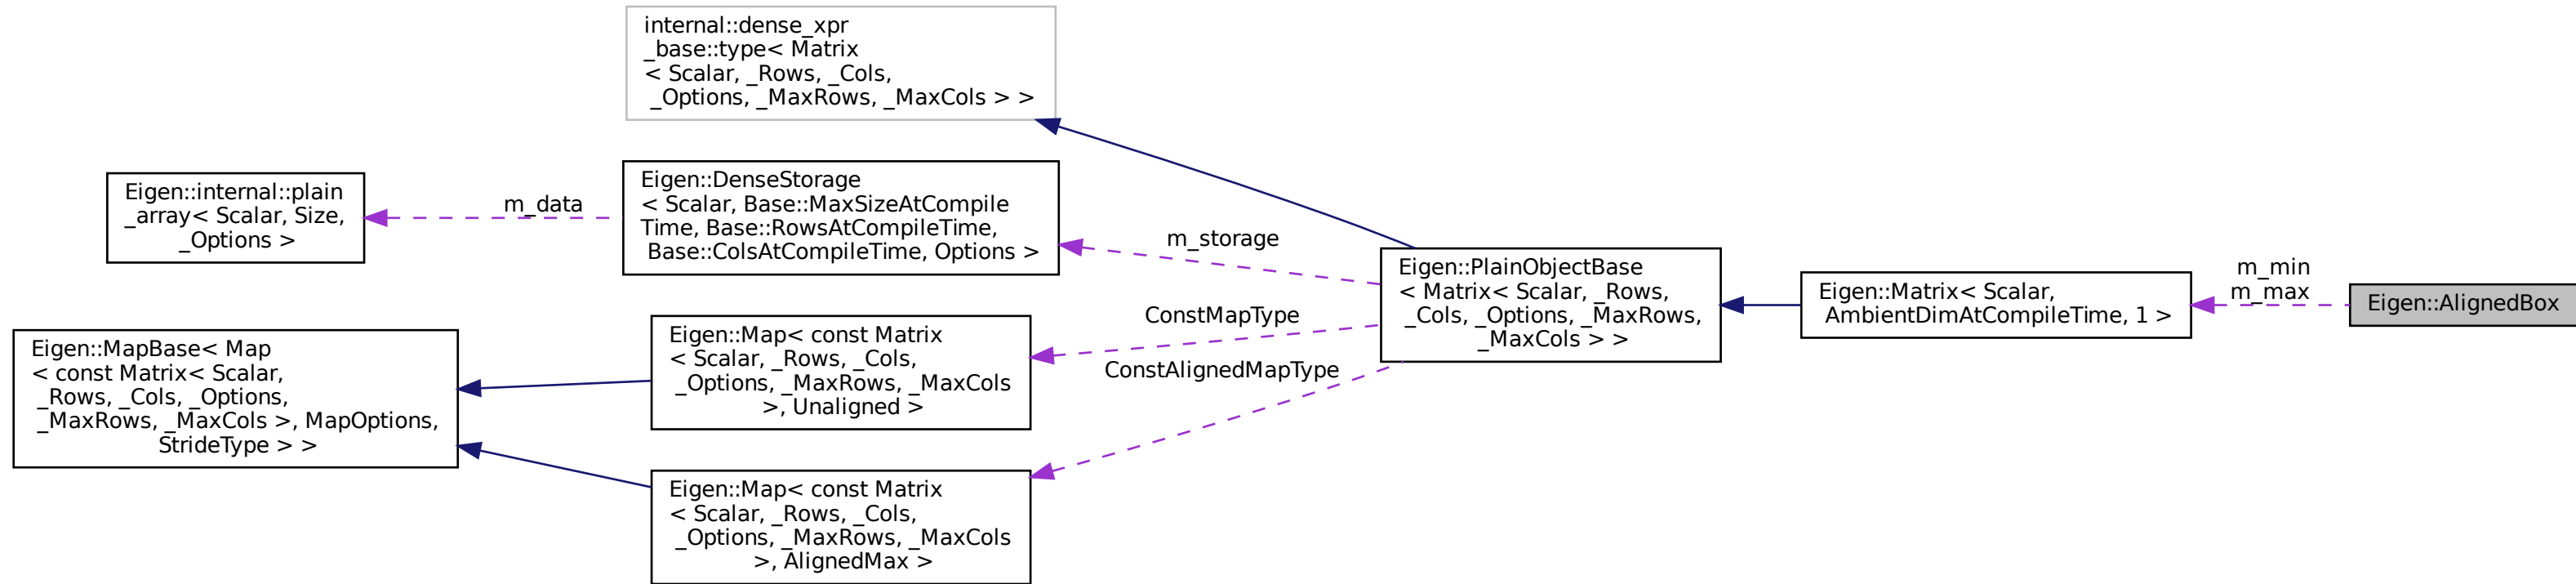 internal::dense_xpr
_base::type< Matrix
< Scalar, _Rows, _Cols,
_Options, _MaxRows, _MaxCols > >
Eigen::internal::plain
_array< Scalar, Size,
_Options >
m_data
Eigen::DenseStorage
< Scalar, Base::MaxSizeAtCompile
Time, Base::RowsAtCompileTime,
Base::ColsAtCompileTime, Options >
m_storage
Eigen::MapBase< Map
< const Matrix< Scalar,
_Rows, _Cols, _Options,
_MaxRows, _MaxCols >, MapOptions,
StrideType > >
Eigen::Map< const Matrix
< Scalar, _Rows, _Cols,
_Options, _MaxRows, _MaxCols
>, Unaligned >
ConstMapType
ConstAlignedMapType
Eigen::Map< const Matrix
< Scalar, _Rows, _Cols,
_Options, _MaxRows, _MaxCols
>, AlignedMax >
Eigen::PlainObjectBase
< Matrix< Scalar, _Rows,
_Cols, _Options, _MaxRows,
_MaxCols > >
Eigen::Matrix< Scalar,
AmbientDimAtCompileTime, 1 >
m_min
m_max
Eigen::AlignedBox